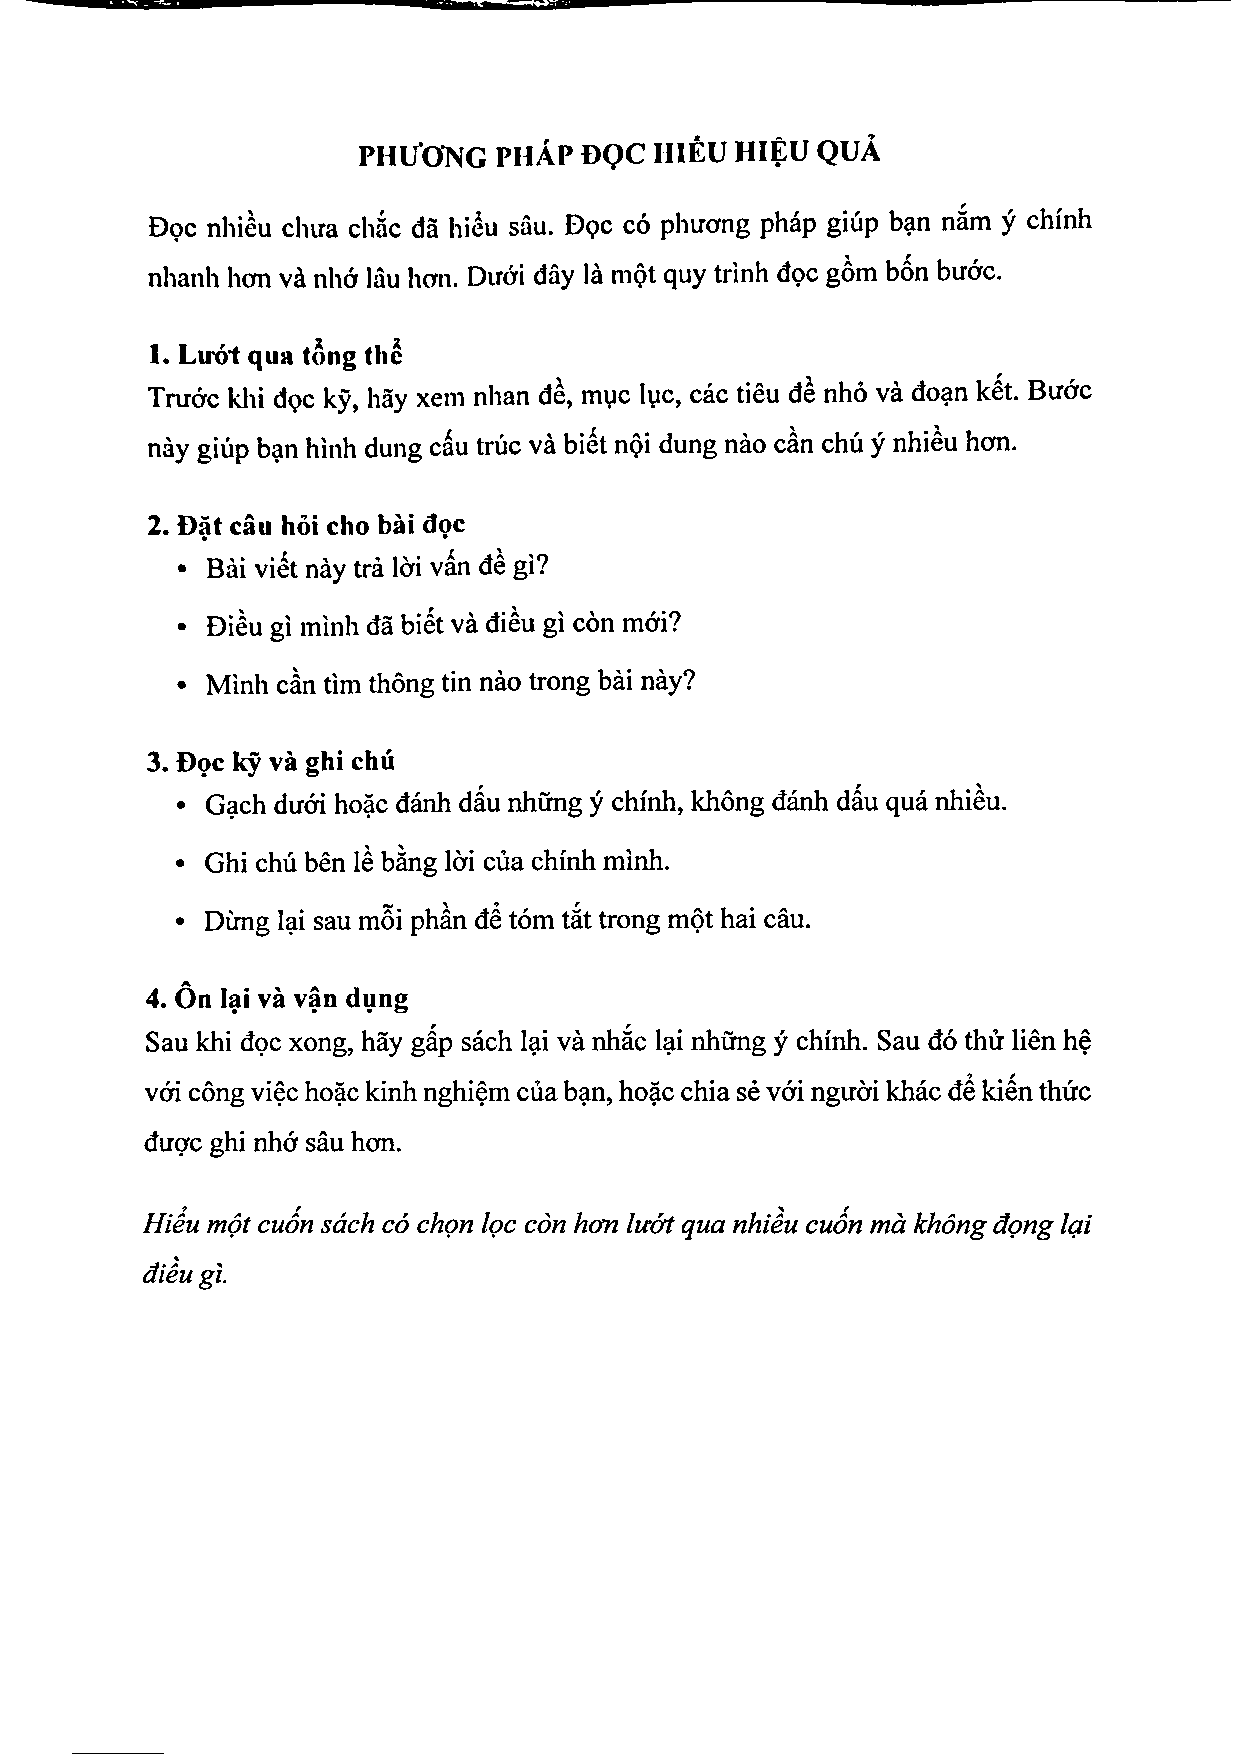 PHƯƠNG PHÁP ĐỌC HIỂU HIỆU QUẢ
Đọc nhiều chưa chắc đã hiểu sâu. Đọc có phương pháp giúp bạn nắm ý chính
nhanh hơn và nhớ lâu hơn. Dưới đây là một quy trình đọc gồm bốn bước.
1. Lướt qua tổng thể
Trước khi đọc kỹ, hãy xem nhan đề, mục lục, các tiêu đề nhỏ và đoạn kết. Bước
này giúp bạn hình dung cấu trúc và biết nội dung nào cần chú ý nhiều hơn.
2. Đặt câu hỏi cho bài đọc
• Bài viết này trả lời vấn đề gì?
• Điều gì mình đã biết và điều gì còn mới?
• Mình cần tìm thông tin nào trong bài này?
3. Đọc kỹ và ghi chú
• Gạch dưới hoặc đánh dấu những ý chính, không đánh dấu quá nhiều.
• Ghi chú bên lề bằng lời của chính mình.
• Dừng lại sau mỗi phần để tóm tắt trong một hai câu.
4. Ôn lại và vận dụng
Sau khi đọc xong, hãy gấp sách lại và nhắc lại những ý chính. Sau đó thử liên hệ
với công việc hoặc kinh nghiệm của bạn, hoặc chia sẻ với người khác để kiến thức
được ghi nhớ sâu hơn.
Hiểu một cuốn sách có chọn lọc còn hơn lướt qua nhiều cuốn mà không đọng lại
điều gì.